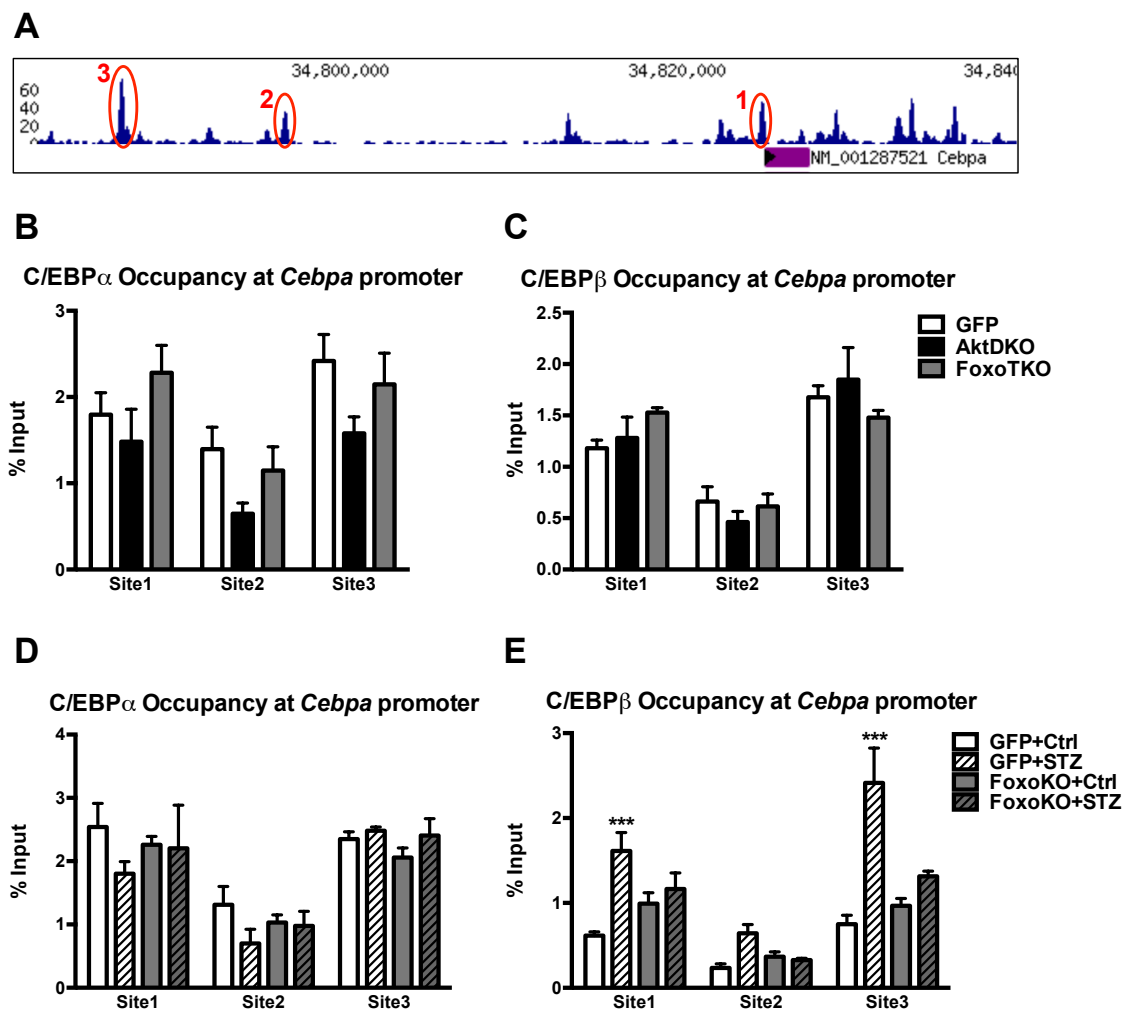 A
34,800,000 34,820,000 34,840
60
40
20
0
3
2
1
NM_001287521 Cebpa
B
C/EBPα Occupancy at Cebpa promoter
3
2
1
0
% Input
Site1 Site2 Site3
C
C/EBPβ Occupancy at Cebpa promoter
2.5
2.0
1.5
1.0
0.5
0.0
% Input
Site1 Site2 Site3
GFP
AktDKO
FoxoTKO
D
C/EBPα Occupancy at Cebpa promoter
4
3
2
1
0
% Input
Site1 Site2 Site3
E
C/EBPβ Occupancy at Cebpa promoter
3
2
1
0
% Input
***
***
Site1 Site2 Site3
GFP+Ctrl
GFP+STZ
FoxoKO+Ctrl
FoxoKO+STZ